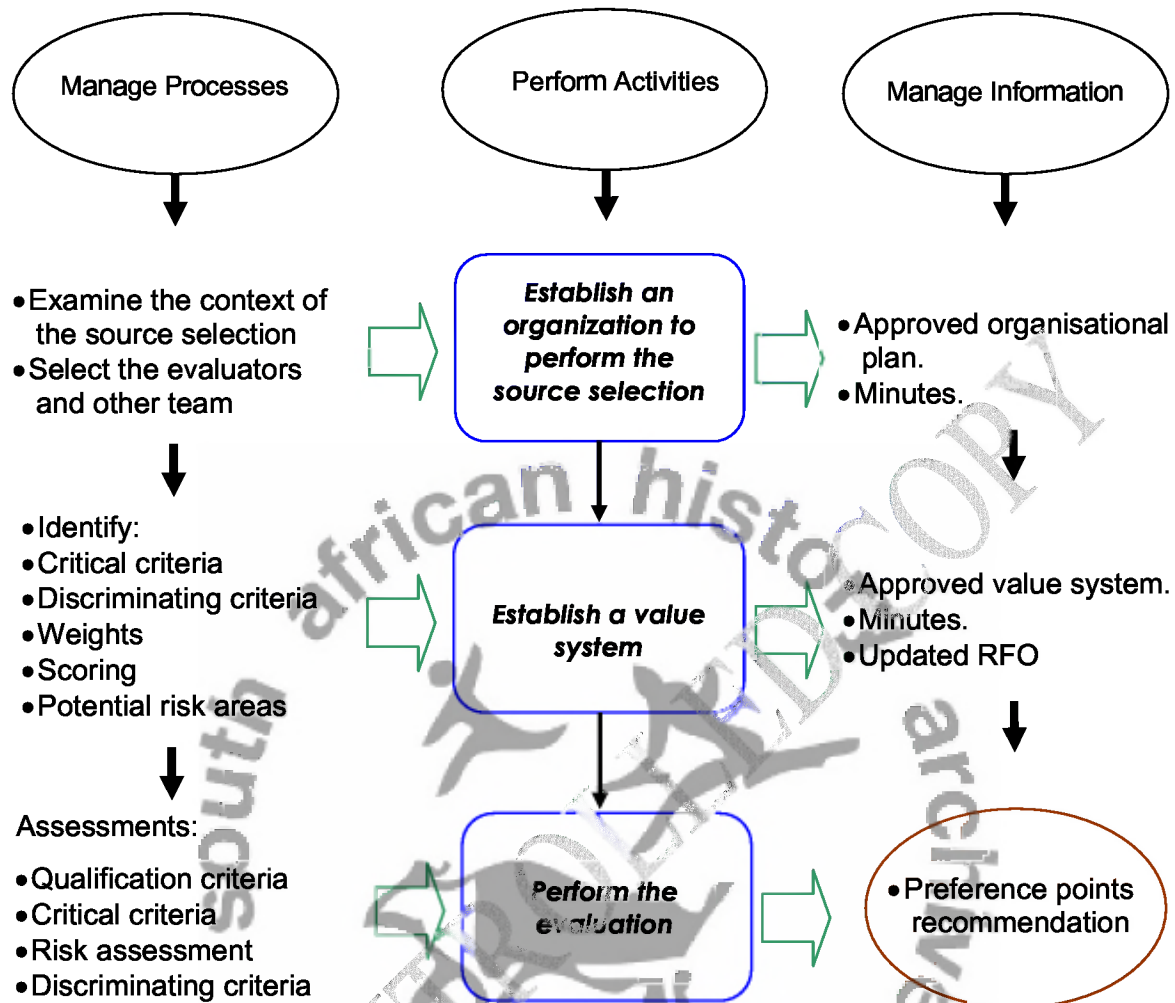 Manage Processes
Perform Activities
Manage Information
•Examine the context of
the source selection
•Select the evaluators
and other team
Establish an
organization to
perform the
source selection
•Approved organisational
plan.
•Minutes.
•Identify:
•Critical criteria
•Discriminating criteria
•Weights
•Scoring
•Potential risk areas
Establish a value
system
•Approved value system.
•Minutes.
•Updated RFO
Assessments:
•Qualification criteria
•Critical criteria
•Risk assessment
•Discriminating criteria
Perform the
evaluation
•Preference points
recommendation
south african history archive
COPY